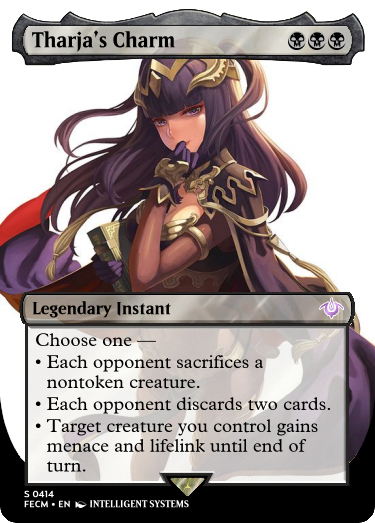 Tharja's Charm
Legendary Instant
Choose one —
• Each opponent sacrifices a
nontoken creature.
• Each opponent discards two cards.
• Target creature you control gains
menace and lifelink until end of
turn.
S 0414
FECM • EN INTELLIGENT SYSTEMS